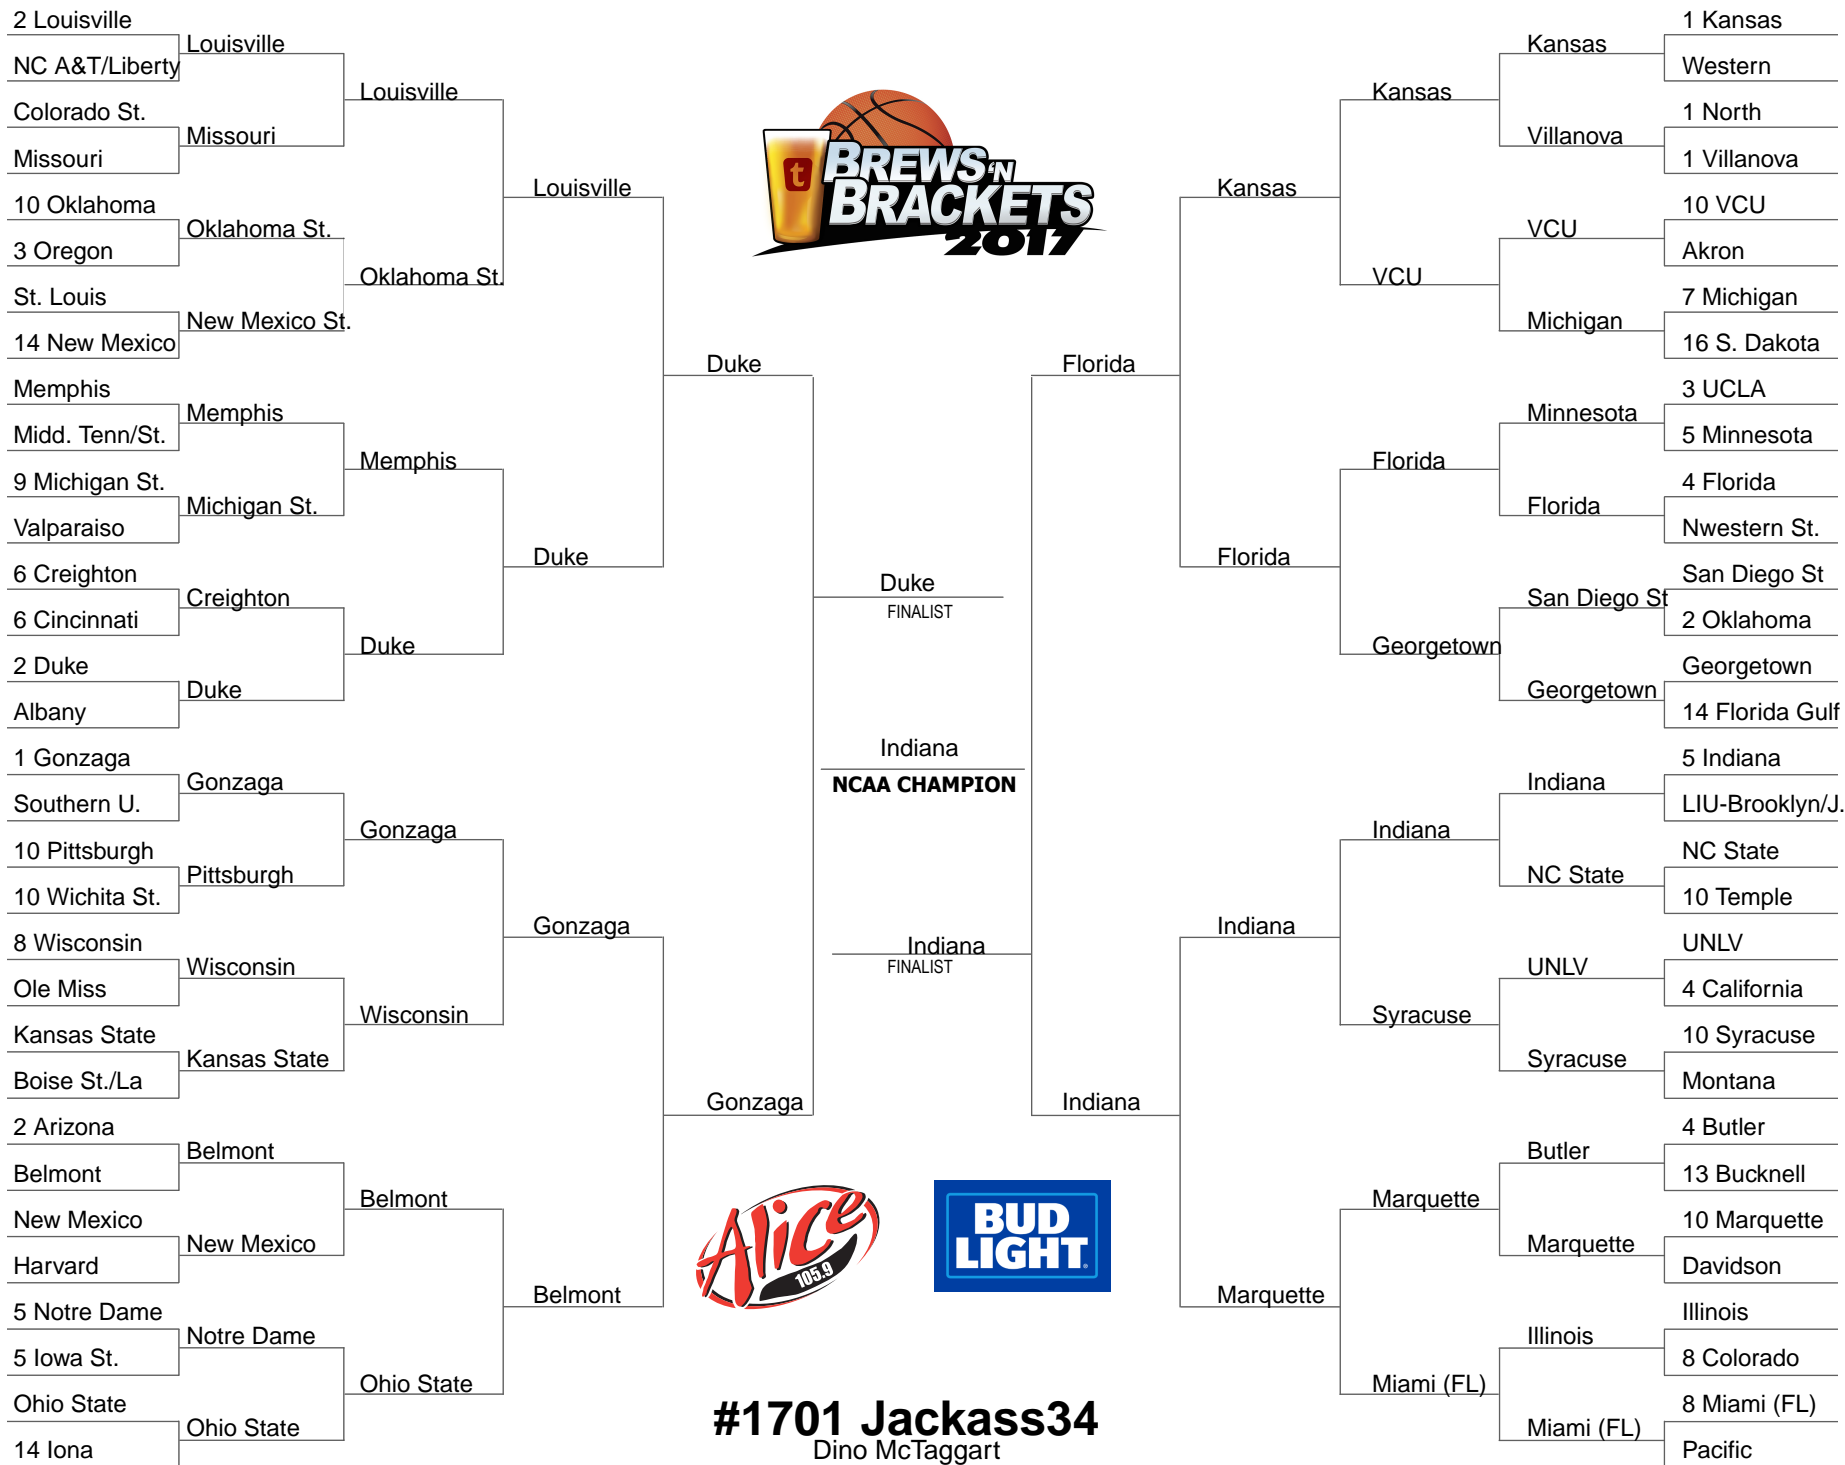 2 Louisville
NC A&T/Liberty
Colorado St.
Missouri
10 Oklahoma
3 Oregon
St. Louis
14 New Mexico
Memphis
Midd. Tenn/St.
9 Michigan St.
Valparaiso
6 Creighton
6 Cincinnati
2 Duke
Albany
1 Gonzaga
Southern U.
10 Pittsburgh
10 Wichita St.
8 Wisconsin
Ole Miss
Kansas State
Boise St./La
2 Arizona
Belmont
New Mexico
Harvard
5 Notre Dame
5 Iowa St.
Ohio State
14 Iona
Louisville
Missouri
Oklahoma St.
New Mexico St.
Memphis
Michigan St.
Creighton
Duke
Gonzaga
Pittsburgh
Wisconsin
Kansas State
Belmont
New Mexico
Notre Dame
Ohio State
Louisville
Oklahoma St.
Memphis
Duke
Gonzaga
Wisconsin
Belmont
Ohio State
Louisville
Duke
Gonzaga
Belmont
Duke
Gonzaga
t
BREWS 'N
BRACKETS
2017
Duke
FINALIST
Indiana
NCAA CHAMPION
Indiana
FINALIST
Alice
105.9
BUD
LIGHT
#1701 Jackass34
Dino McTaggart
Florida
Indiana
Kansas
Florida
Indiana
Marquette
Kansas
VCU
Florida
Georgetown
Indiana
Syracuse
Marquette
Miami (FL)
Kansas
Villanova
VCU
Michigan
Minnesota
Florida
San Diego St
Georgetown
Indiana
NC State
UNLV
Syracuse
Butler
Marquette
Illinois
Miami (FL)
1 Kansas
Western
1 North
1 Villanova
10 VCU
Akron
7 Michigan
16 S. Dakota
3 UCLA
5 Minnesota
4 Florida
Nwestern St.
San Diego St
2 Oklahoma
Georgetown
14 Florida Gulf
5 Indiana
LIU-Brooklyn/J.
NC State
10 Temple
UNLV
4 California
10 Syracuse
Montana
4 Butler
13 Bucknell
10 Marquette
Davidson
Illinois
8 Colorado
8 Miami (FL)
Pacific